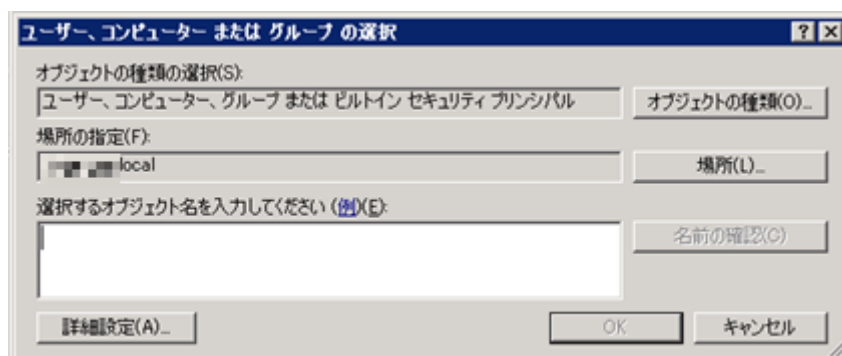 ユーザー、コンピューター または グループ の選択
オブジェクトの種類の選択(S):
ユーザー、コンピューター、グループ または ビルトイン セキュリティ プリンシパル
オブジェクトの種類(O)...
場所の指定(F):
local
場所(L)...
選択するオブジェクト名を入力してください (例)(E):
名前の確認(C)
詳細設定(A)...
OK
キャンセル